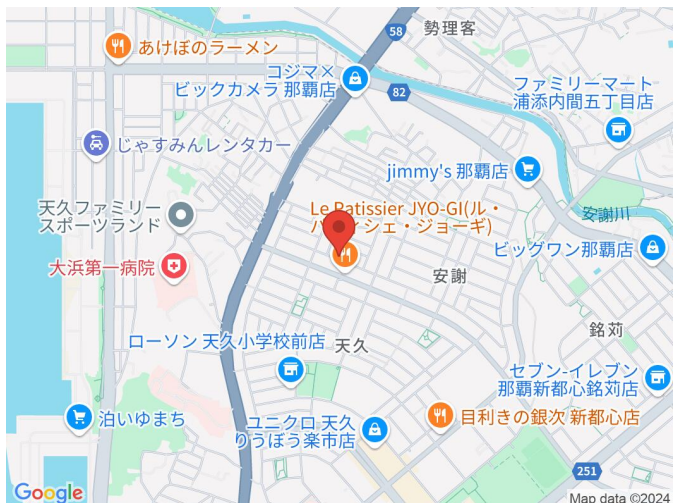 58
勢理客
あけぼのラーメン
コジマ×
ビックカメラ 那覇店
82
ファミリーマート
浦添内間五丁目店
じゃすみんレンタカー
jimmy's 那覇店
天久ファミリー
スポーツランド
Le Patissier JYO-GI(ル・
パティシェ・ジョーギ)
安謝川
ビッグワン那覇店
大浜第一病院
安謝
銘苅
ローソン 天久小学校前店
天久
セブン-イレブン
那覇新都心銘苅店
泊いゆまち
ユニクロ 天久
りうぼう楽市店
目利きの銀次 新都心店
251
Google
Map data ©2024